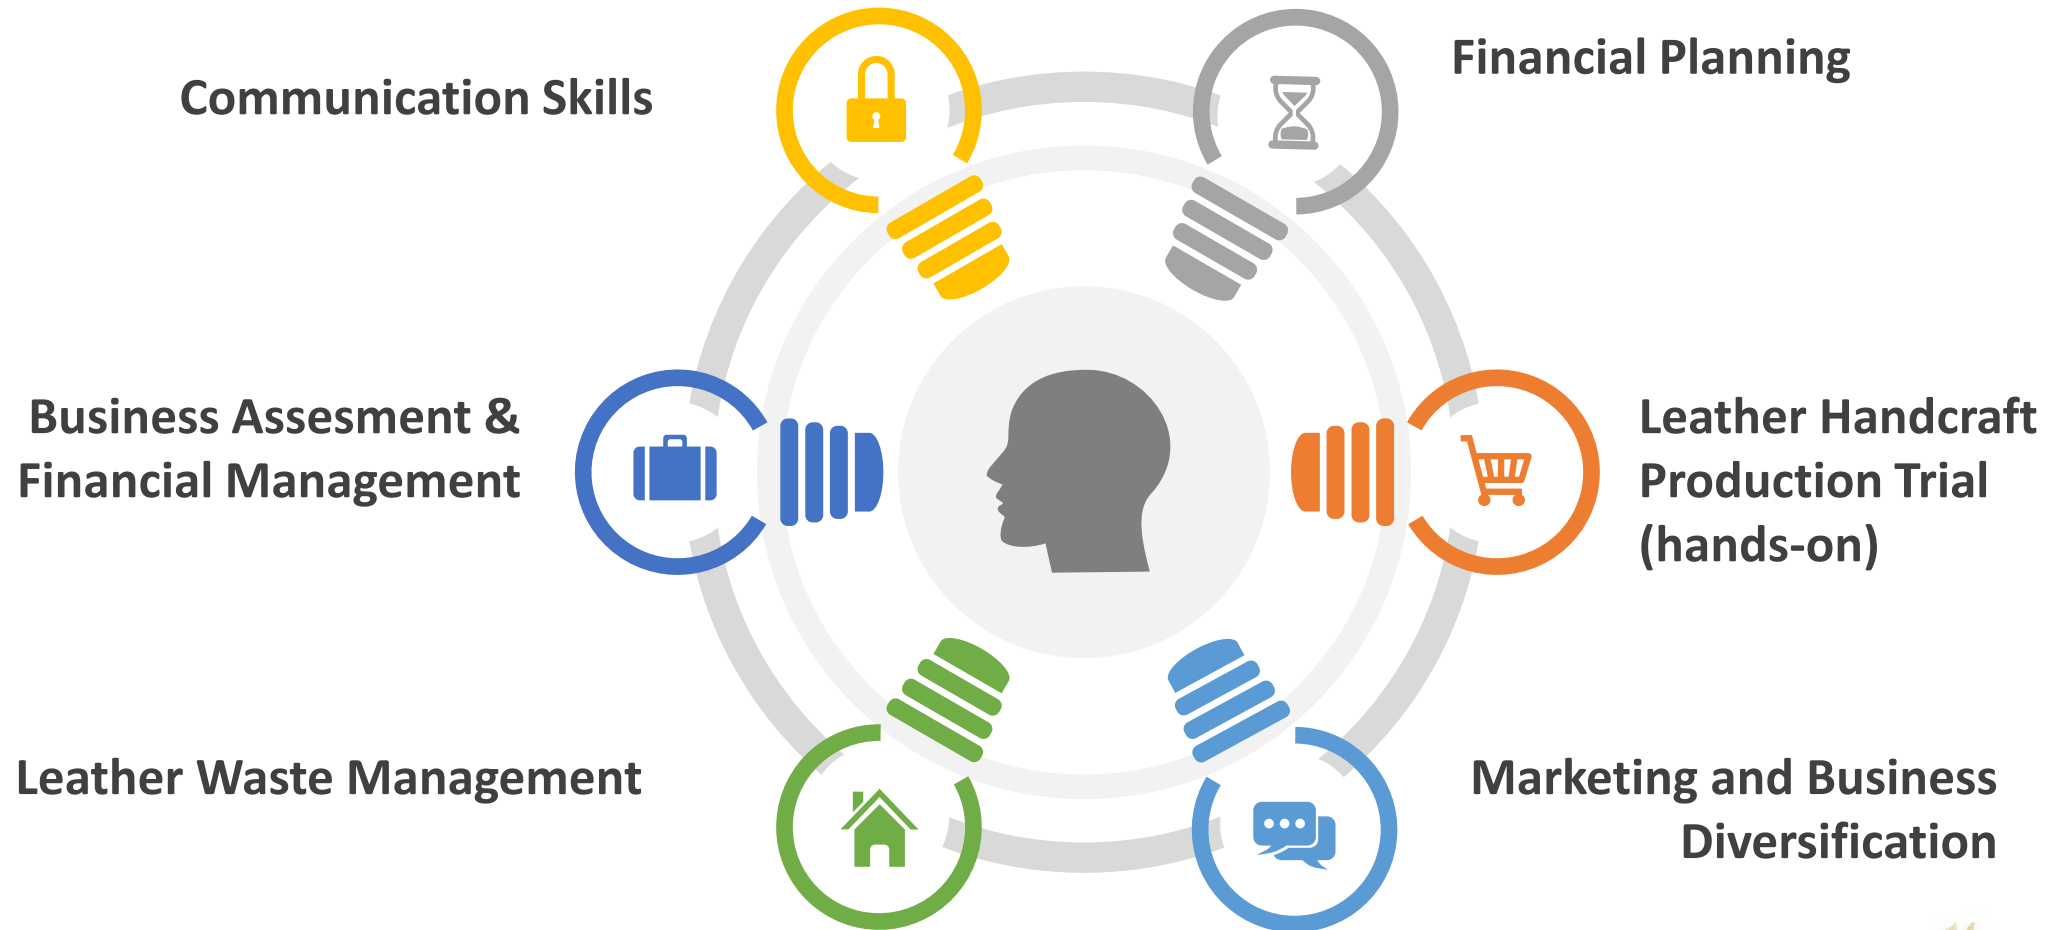 Communication Skills
Financial Planning
Business Assesment &
Financial Management
Leather Handcraft
Production Trial
(hands-on)
Leather Waste Management
Marketing and Business
Diversification